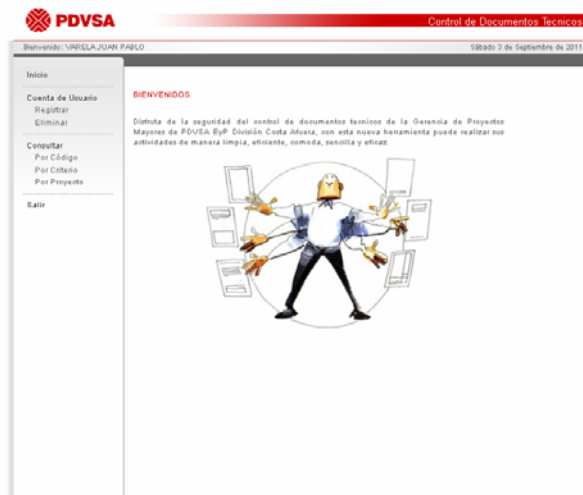 PDVSA
Control de Documentos Tecnicos
Bienvenido: VARELA JUAN PABLO
Sábado 3 de Septiembre de 2011
Inicio
Cuenta de Usuario
Registrar
Eliminar
Consultar
Por Código
Por Criterio
Por Proyecto
Salir
BIENVENIDOS
Disfruta de la seguridad del control de documentos tecnicos de la Gerencia de Proyectos
Mayores de PDVSA EyP División Costa Afuera, con esta nueva herramienta puede realizar sus
actividades de manera limpia, eficiente, comoda, sencilla y eficaz.